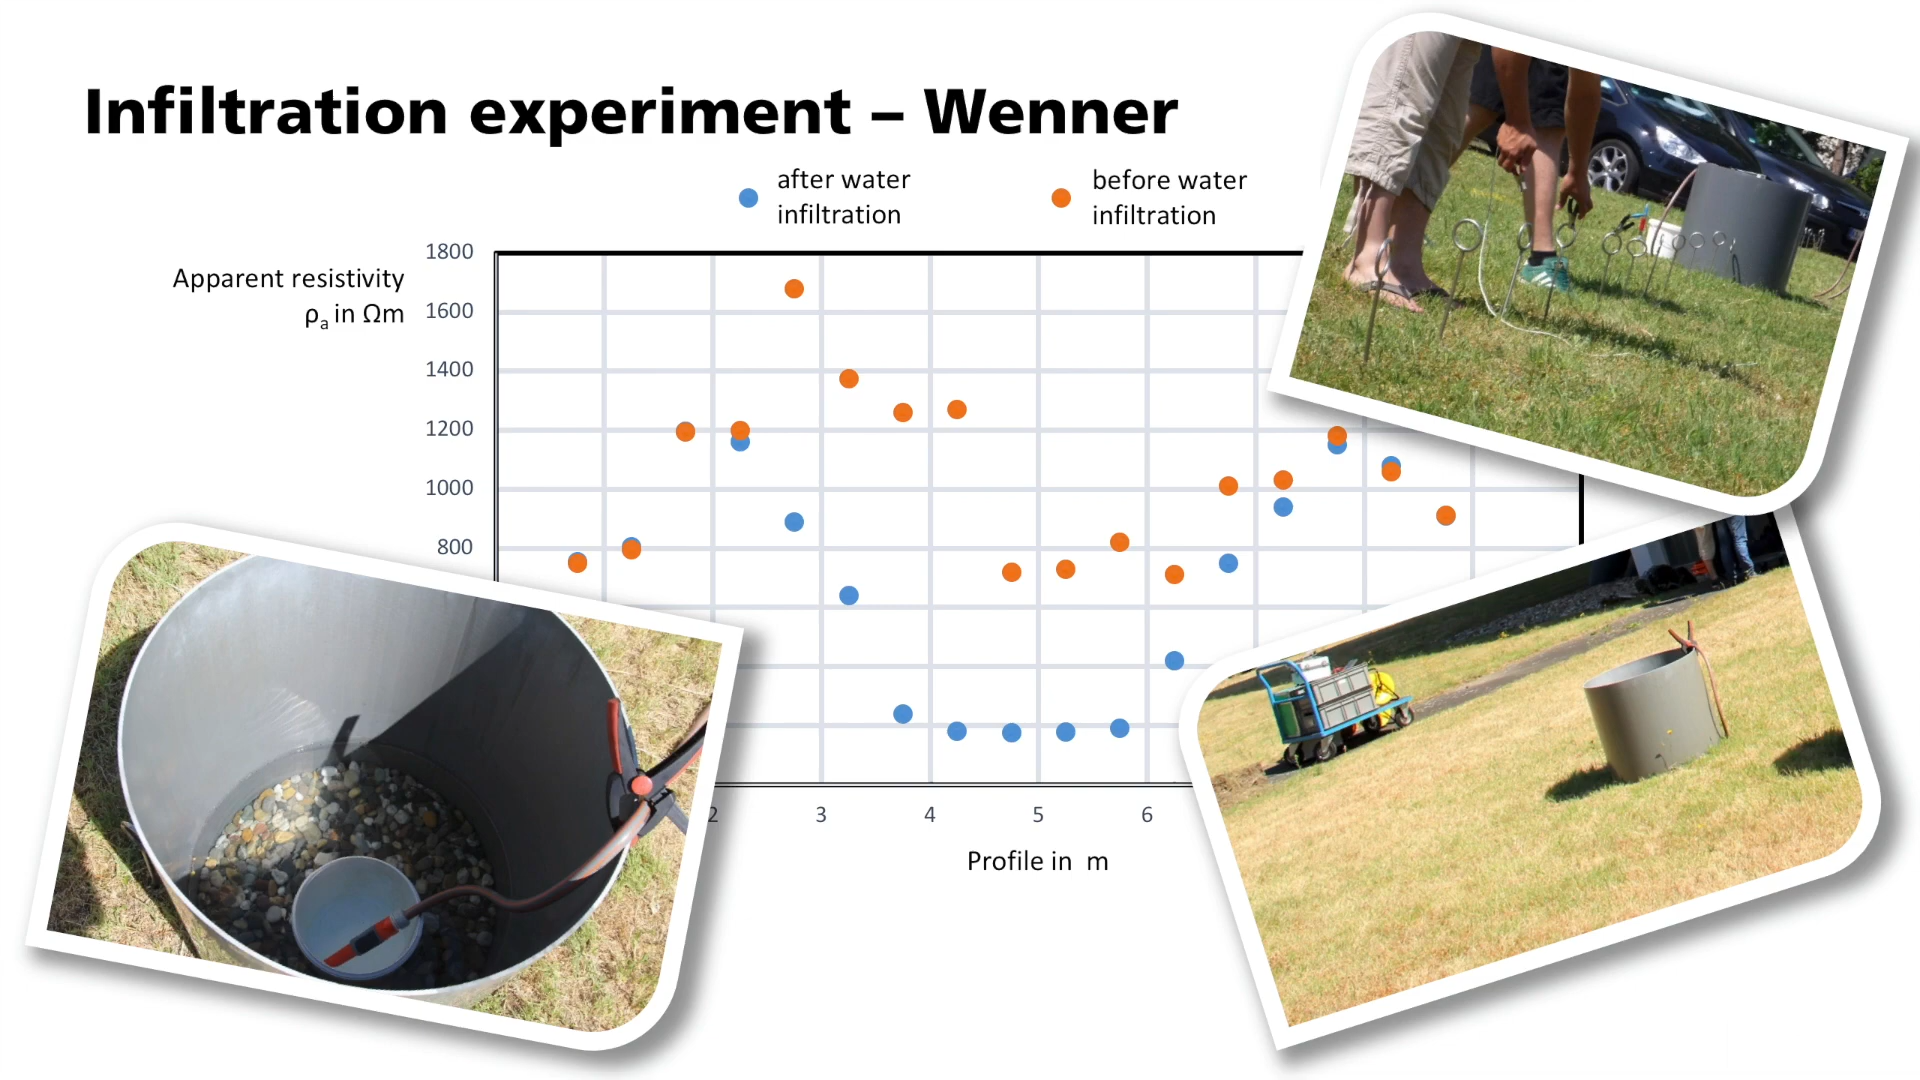 Infiltration experiment – Wenner
after water
infiltration
before water
infiltration
Apparent resistivity
ρa in Ωm
1800
1600
1400
1200
1000
800
2
3
4
5
6
Profile in m